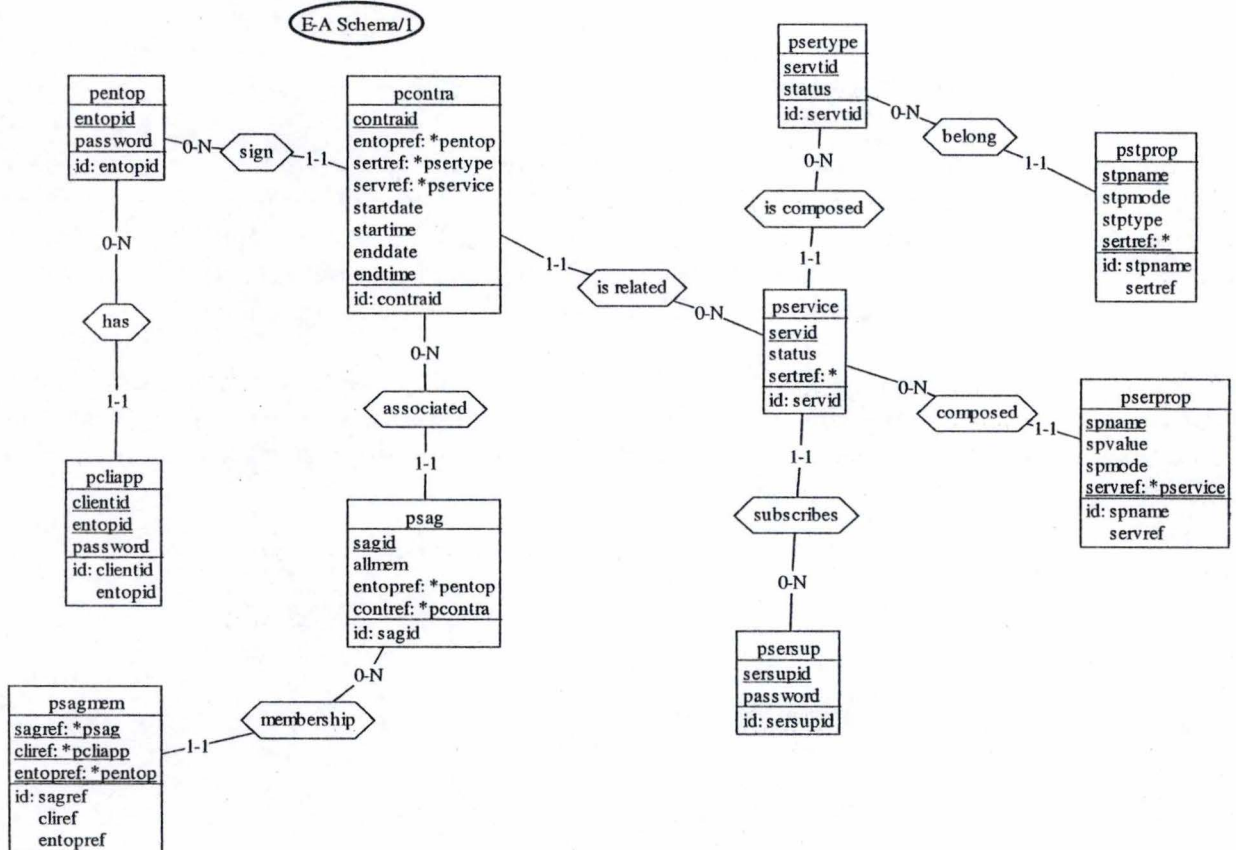 E-A Schema/1
pentop
entopid
password
id: entopid
0-N
sign
1-1
pcontra
contraid
entopref: *pentop
sertref: *psertype
servref: *pservice
startdate
startime
enddate
endtime
id: contraid
psertype
servtid
status
id: servtid
0-N
belong
1-1
pstprop
stpname
stpmode
stptype
sertref: *
id: stpname
sertref
0-N
is composed
1-1
0-N
has
1-1
1-1
is related
0-N
pservice
servid
status
sertref: *
id: servid
0-N
composed
1-1
pserprop
spname
spvalue
spmode
servref: *pservice
id: spname
servref
0-N
associated
1-1
pcliapp
clientid
entopid
password
id: clientid
entopid
psag
sagid
allmem
entopref: *pentop
contref: *pcontra
id: sagid
1-1
subscribes
0-N
psersup
sersupid
password
id: sersupid
0-N
membership
1-1
psagmem
sagref: *psag
cliref: *pcliapp
entopref: *pentop
id: sagref
cliref
entopref